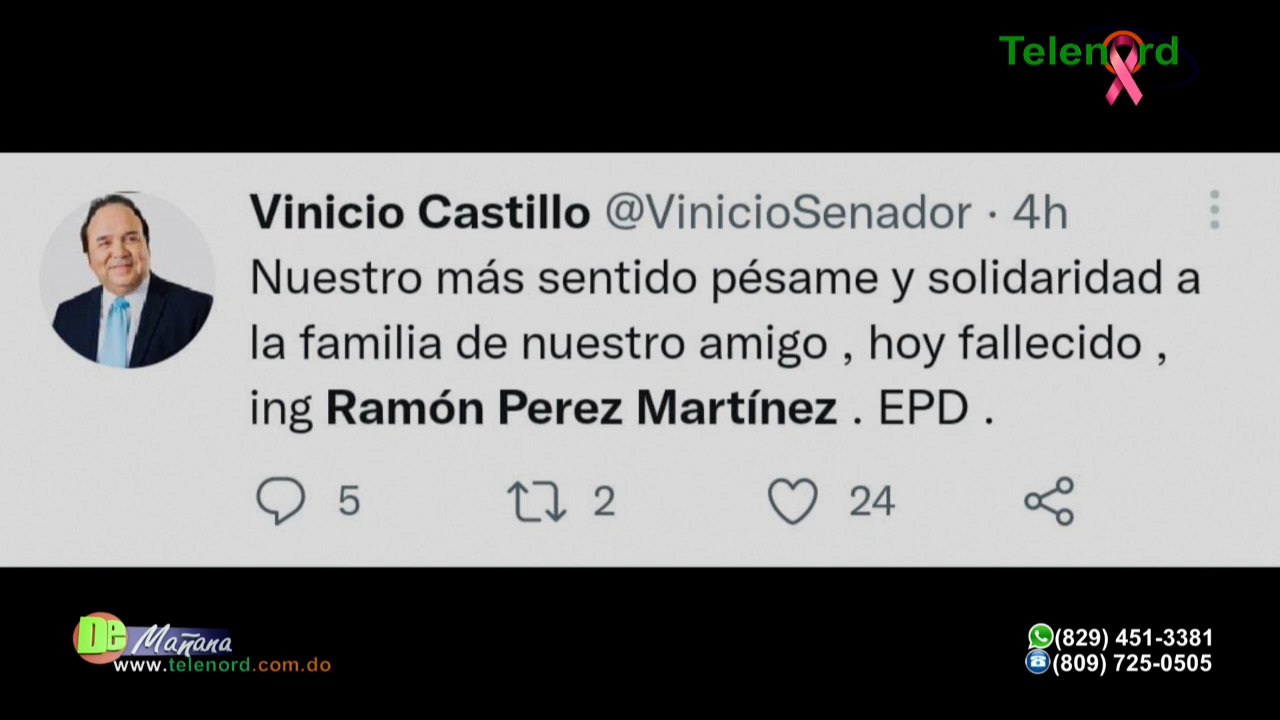 Telenord
Vinicio Castillo @VinicioSenador · 4h
Nuestro más sentido pésame y solidaridad a
la familia de nuestro amigo , hoy fallecido ,
ing Ramón Perez Martínez . EPD .
5 2 24
De Mañana
www.telenord.com.do
(829) 451-3381
(809) 725-0505